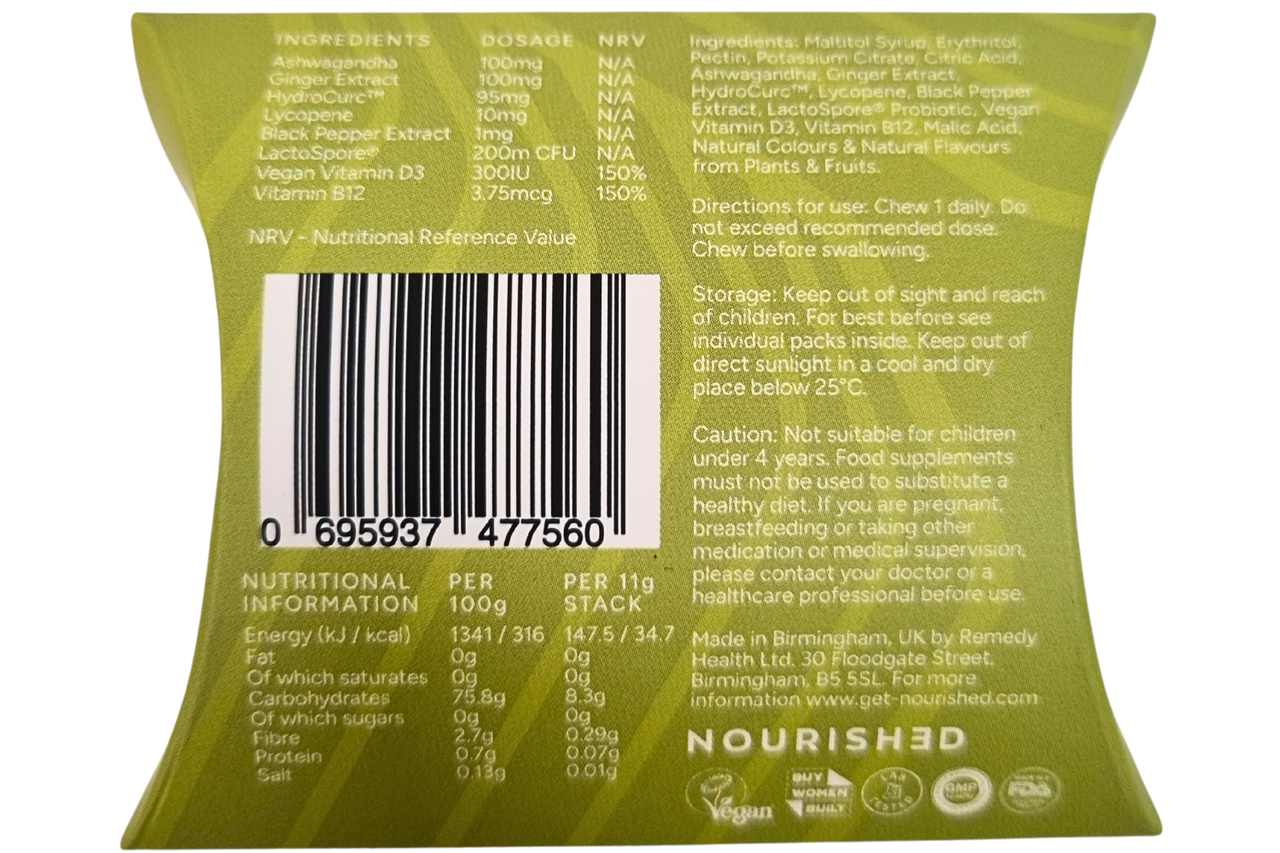 INGREDIENTS DOSAGE NRV
Ashwagandha 100mg N/A
Ginger Extract 100mg N/A
HydroCurc™ 95mg N/A
Lycopene 10mg N/A
Black Pepper Extract 1mg N/A
LactoSpore® 200m CFU N/A
Vegan Vitamin D3 300IU 150%
Vitamin B12 3.75mcg 150%
NRV - Nutritional Reference Value
0 695937 477560
NUTRITIONAL INFORMATION PER 100g PER 11g STACK
Energy (kJ / kcal) 1341 / 316 147.5 / 34.7
Fat 0g 0g
Of which saturates 0g 0g
Carbohydrates 75.8g 8.3g
Of which sugars 0g 0g
Fibre 2.7g 0.29g
Protein 0.7g 0.07g
Salt 0.13g 0.01g
Ingredients: Maltitol Syrup, Erythritol,
Pectin, Potassium Citrate, Citric Acid,
Ashwagandha, Ginger Extract,
HydroCurc™, Lycopene, Black Pepper
Extract, LactoSpore® Probiotic, Vegan
Vitamin D3, Vitamin B12, Malic Acid,
Natural Colours & Natural Flavours
from Plants & Fruits.
Directions for use: Chew 1 daily. Do
not exceed recommended dose.
Chew before swallowing.
Storage: Keep out of sight and reach
of children. For best before see
individual packs inside. Keep out of
direct sunlight in a cool and dry
place below 25°C.
Caution: Not suitable for children
under 4 years. Food supplements
must not be used to substitute a
healthy diet. If you are pregnant,
breastfeeding or taking other
medication or medical supervision,
please contact your doctor or a
healthcare professional before use.
Made in Birmingham, UK by Remedy
Health Ltd. 30 Floodgate Street,
Birmingham, B5 5SL. For more
information www.get-nourished.com
NOURISHƎD
Vegan
BUY
WOMEN
BUILT
LAB
TESTED
GMP
FDA